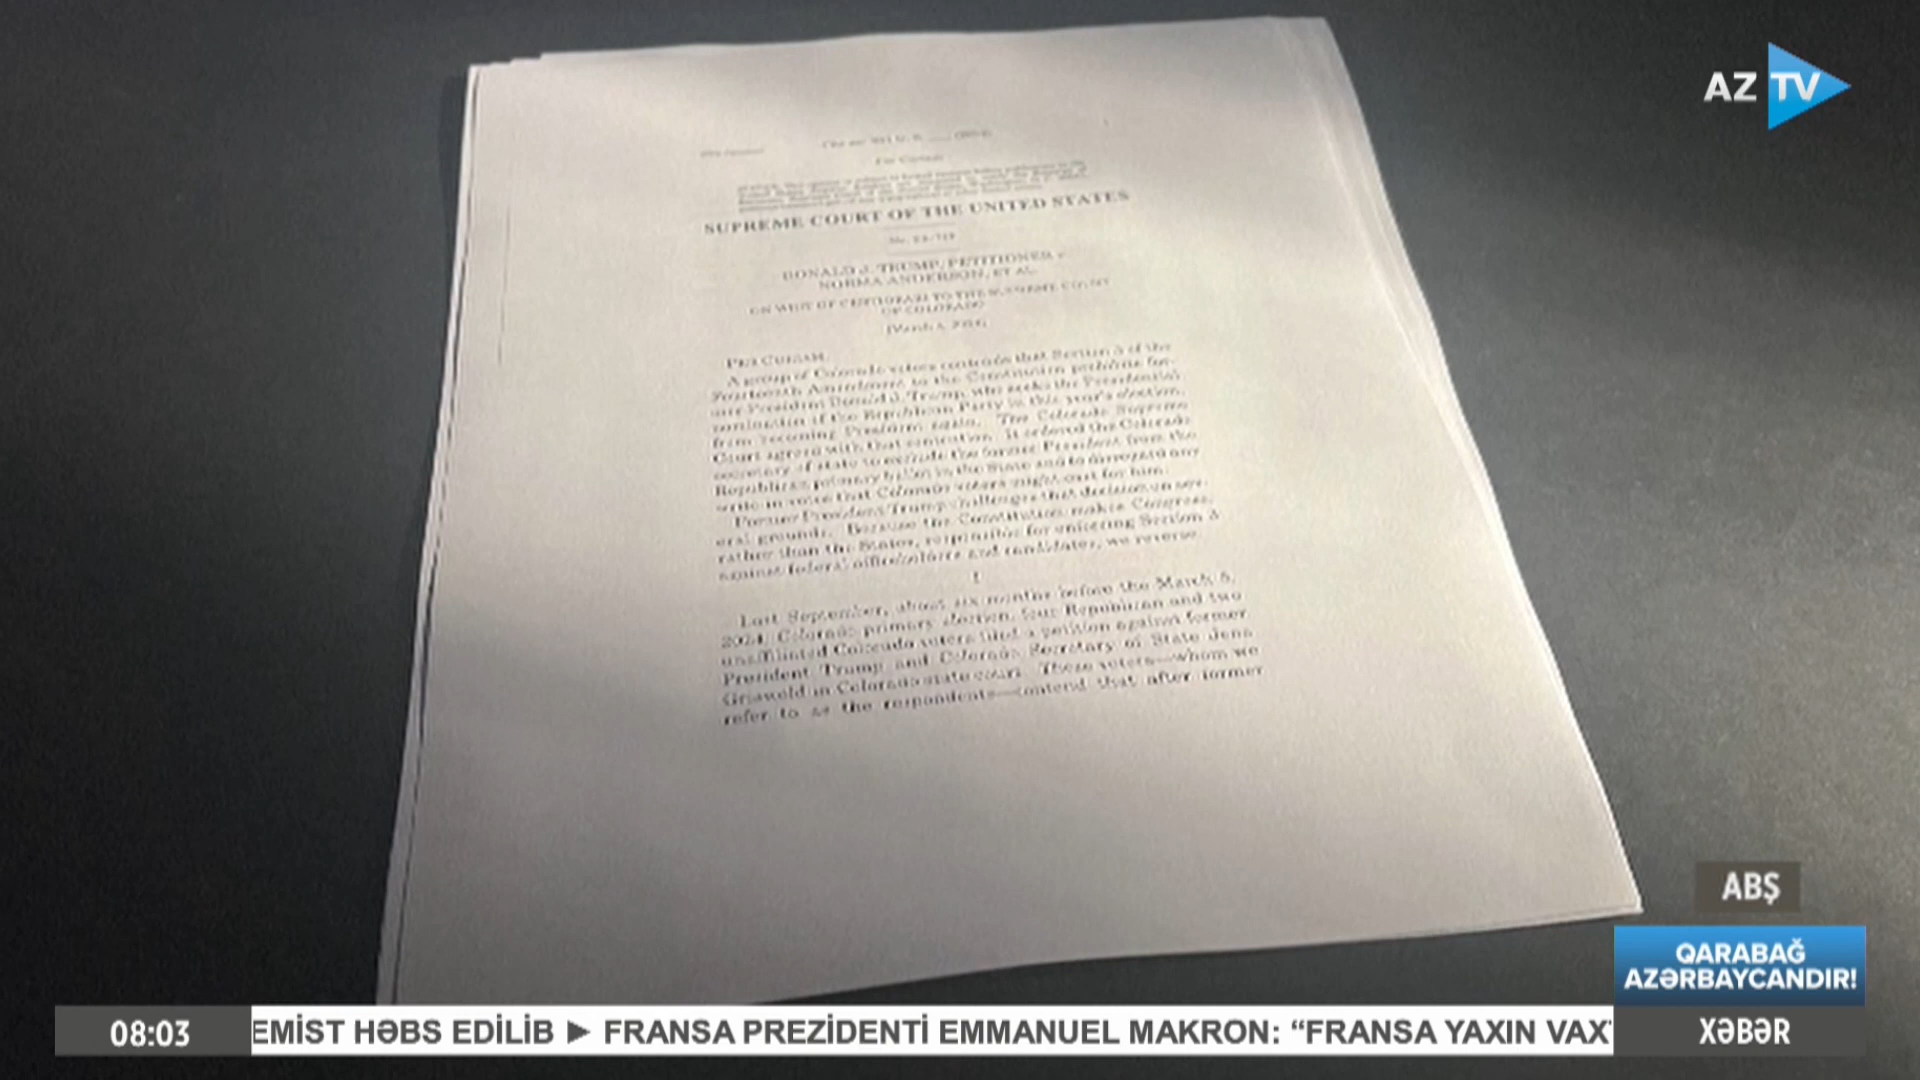 AZ TV
Per Curiam
SUPREME COURT OF THE UNITED STATES
No. 23-719
DONALD J. TRUMP, PETITIONER v.
NORMA ANDERSON, ET AL.
ON WRIT OF CERTIORARI TO THE SUPREME COURT
OF COLORADO
[March 4, 2024]
PER CURIAM.
A group of Colorado voters contends that Section 3 of the
Fourteenth Amendment to the Constitution prohibits for-
mer President Donald J. Trump, who seeks the Presidential
nomination of the Republican Party in this year's election,
from becoming President again. The Colorado Supreme
Court agreed with that contention. It ordered the Colorado
secretary of state to exclude the former President from the
Republican primary ballot in the State and to disregard any
write-in votes that Colorado voters might cast for him.
Former President Trump challenges that decision on sev-
eral grounds. Because the Constitution makes Congress,
rather than the States, responsible for enforcing Section 3
against federal officeholders and candidates, we reverse.
I
Last September, about six months before the March 5,
2024, Colorado primary election, four Republican and two
unaffiliated Colorado voters filed a petition against former
President Trump and Colorado Secretary of State Jena
Griswold in Colorado state court. These voters—whom we
refer to as the respondents—contend that after former
ABŞ
QARABAĞ
AZƏRBAYCANDIR!
08:03 EMİST HƏBS EDİLİB ► FRANSA PREZİDENTİ EMMANUEL MAKRON: “FRANSA YAXIN VAX
XƏBƏR